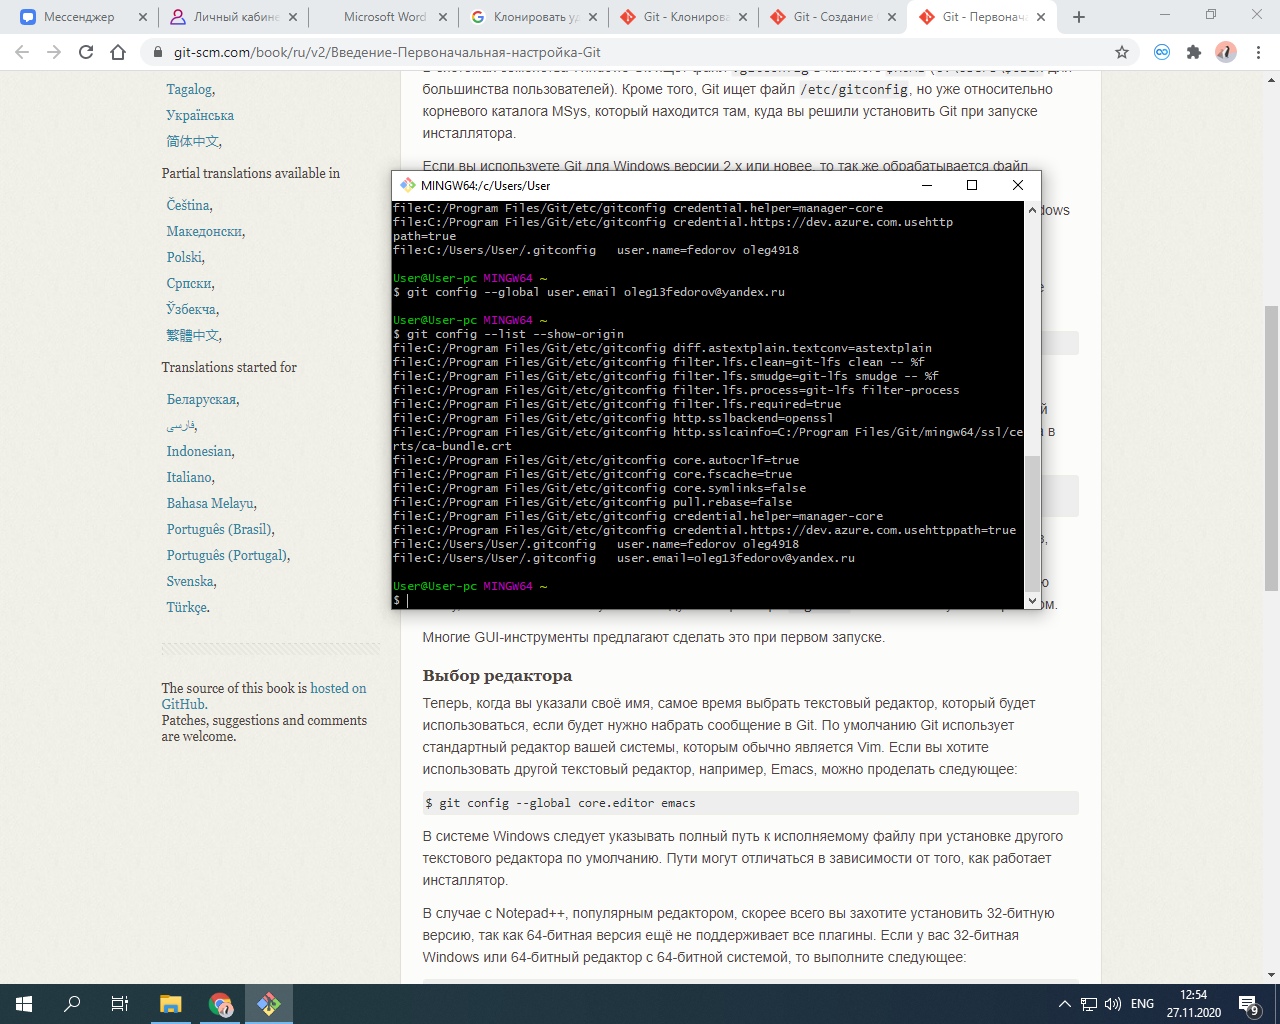 Мессенджер
Личный кабине
Microsoft Word
Клонировать уд
Git - Клонирова
Git - Создание
Git - Первонача
git-scm.com/book/ru/v2/Введение-Первоначальная-настройка-Git
Tagalog,
Українська
简体中文,
Partial translations available in
Čeština,
Македонски,
Polski,
Српски,
Ўзбекча,
繁體中文,
Translations started for
Беларуская,
فارسی,
Indonesian,
Italiano,
Bahasa Melayu,
Português (Brasil),
Português (Portugal),
Svenska,
Türkçe.
The source of this book is hosted on
GitHub.
Patches, suggestions and comments
are welcome.
большинства пользователей). Кроме того, Git ищет файл /etc/gitconfig, но уже относительно
корневого каталога MSys, который находится там, куда вы решили установить Git при запуске
инсталлятора.
Если вы используете Git для Windows версии 2.x или новее, то так же обрабатывается файл
MINGW64:/c/Users/User
file:C:/Program Files/Git/etc/gitconfig credential.helper=manager-core
file:C:/Program Files/Git/etc/gitconfig credential.https://dev.azure.com.usehttp
path=true
file:C:/Users/User/.gitconfig user.name=fedorov oleg4918
User@User-pc MINGW64 ~
$ git config --global user.email oleg13fedorov@yandex.ru
User@User-pc MINGW64 ~
$ git config --list --show-origin
file:C:/Program Files/Git/etc/gitconfig diff.astextplain.textconv=astextplain
file:C:/Program Files/Git/etc/gitconfig filter.lfs.clean=git-lfs clean -- %f
file:C:/Program Files/Git/etc/gitconfig filter.lfs.smudge=git-lfs smudge -- %f
file:C:/Program Files/Git/etc/gitconfig filter.lfs.process=git-lfs filter-process
file:C:/Program Files/Git/etc/gitconfig filter.lfs.required=true
file:C:/Program Files/Git/etc/gitconfig http.sslbackend=openssl
file:C:/Program Files/Git/etc/gitconfig http.sslcainfo=C:/Program Files/Git/mingw64/ssl/ce
rts/ca-bundle.crt
file:C:/Program Files/Git/etc/gitconfig core.autocrlf=true
file:C:/Program Files/Git/etc/gitconfig core.fscache=true
file:C:/Program Files/Git/etc/gitconfig core.symlinks=false
file:C:/Program Files/Git/etc/gitconfig pull.rebase=false
file:C:/Program Files/Git/etc/gitconfig credential.helper=manager-core
file:C:/Program Files/Git/etc/gitconfig credential.https://dev.azure.com.usehttppath=true
file:C:/Users/User/.gitconfig user.name=fedorov oleg4918
file:C:/Users/User/.gitconfig user.email=oleg13fedorov@yandex.ru
User@User-pc MINGW64 ~
$
Многие GUI-инструменты предлагают сделать это при первом запуске.
Выбор редактора
Теперь, когда вы указали своё имя, самое время выбрать текстовый редактор, который будет
использоваться, если будет нужно набрать сообщение в Git. По умолчанию Git использует
стандартный редактор вашей системы, которым обычно является Vim. Если вы хотите
использовать другой текстовый редактор, например, Emacs, можно проделать следующее:
$ git config --global core.editor emacs
В системе Windows следует указывать полный путь к исполняемому файлу при установке другого
текстового редактора по умолчанию. Пути могут отличаться в зависимости от того, как работает
инсталлятор.
В случае с Notepad++, популярным редактором, скорее всего вы захотите установить 32-битную
версию, так как 64-битная версия ещё не поддерживает все плагины. Если у вас 32-битная
Windows или 64-битный редактор с 64-битной системой, то выполните следующее:
ENG
12:54
27.11.2020
9